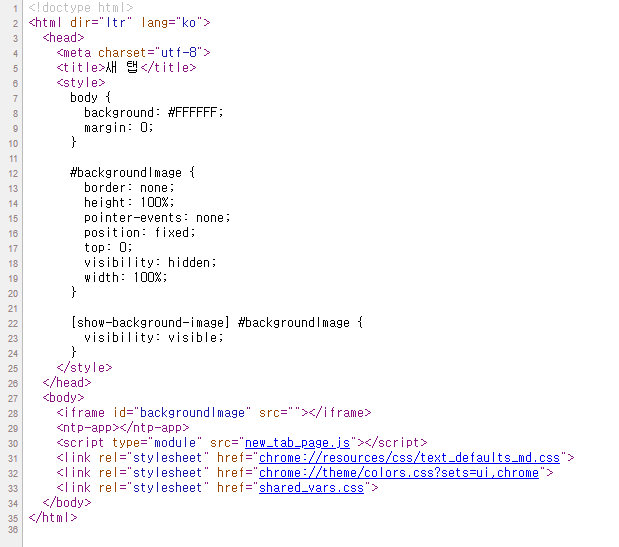 1 <!doctype html>
2 <html dir="ltr" lang="ko">
3 <head>
4 <meta charset="utf-8">
5 <title>새 탭</title>
6 <style>
7 body {
8 background: #FFFFFF;
9 margin: 0;
10 }
11
12 #backgroundImage {
13 border: none;
14 height: 100%;
15 pointer-events: none;
16 position: fixed;
17 top: 0;
18 visibility: hidden;
19 width: 100%;
20 }
21
22 [show-background-image] #backgroundImage {
23 visibility: visible;
24 }
25 </style>
26 </head>
27 <body>
28 <iframe id="backgroundImage" src=""></iframe>
29 <ntp-app></ntp-app>
30 <script type="module" src="new_tab_page.js"></script>
31 <link rel="stylesheet" href="chrome://resources/css/text_defaults_md.css">
32 <link rel="stylesheet" href="chrome://theme/colors.css?sets=ui,chrome">
33 <link rel="stylesheet" href="shared_vars.css">
34 </body>
35 </html>
36